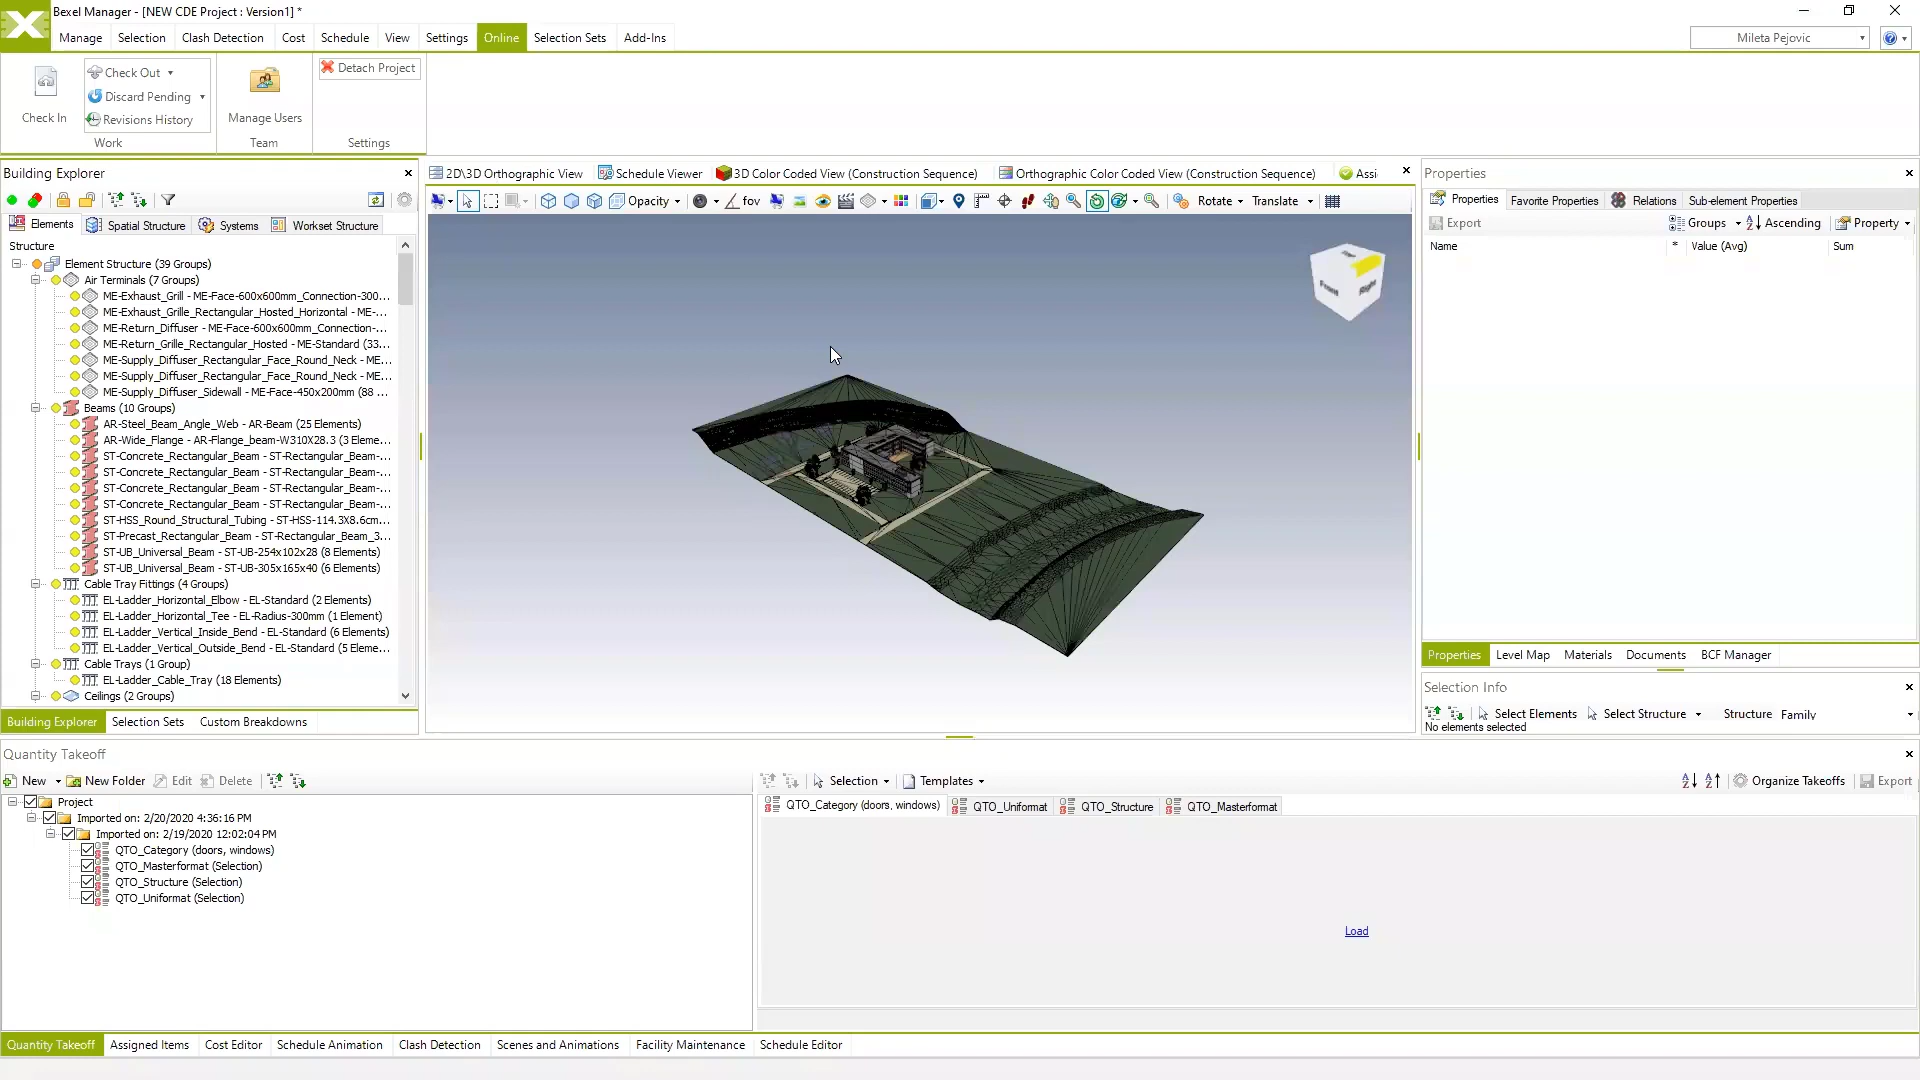 Bexel Manager - [NEW CDE Project : Version1] *
Manage Selection Clash Detection Cost Schedule View Settings Online Selection Sets Add-Ins
Mileta Pejovic
Check In
Check Out
Discard Pending
Revisions History
Work
Manage Users
Team
Detach Project
Settings
Building Explorer
Elements Spatial Structure Systems Workset Structure
Structure
Element Structure (39 Groups)
Air Terminals (7 Groups)
ME-Exhaust_Grill - ME-Face-600x600mm_Connection-300...
ME-Exhaust_Grille_Rectangular_Hosted_Horizontal - ME-...
ME-Return_Diffuser - ME-Face-600x600mm_Connection-...
ME-Return_Grille_Rectangular_Hosted - ME-Standard (33...
ME-Supply_Diffuser_Rectangular_Face_Round_Neck - ME...
ME-Supply_Diffuser_Rectangular_Face_Round_Neck - ME...
ME-Supply_Diffuser_Sidewall - ME-Face-450x200mm (88 ...
Beams (10 Groups)
AR-Steel_Beam_Angle_Web - AR-Beam (25 Elements)
AR-Wide_Flange - AR-Flange_beam-W310X28.3 (3 Eleme...
ST-Concrete_Rectangular_Beam - ST-Rectangular_Beam-...
ST-Concrete_Rectangular_Beam - ST-Rectangular_Beam-...
ST-Concrete_Rectangular_Beam - ST-Rectangular_Beam-...
ST-Concrete_Rectangular_Beam - ST-Rectangular_Beam-...
ST-HSS_Round_Structural_Tubing - ST-HSS-114.3X8.6cm...
ST-Precast_Rectangular_Beam - ST-Rectangular_Beam_3...
ST-UB_Universal_Beam - ST-UB-254x102x28 (8 Elements)
ST-UB_Universal_Beam - ST-UB-305x165x40 (6 Elements)
Cable Tray Fittings (4 Groups)
EL-Ladder_Horizontal_Elbow - EL-Standard (2 Elements)
EL-Ladder_Horizontal_Tee - EL-Radius-300mm (1 Element)
EL-Ladder_Vertical_Inside_Bend - EL-Standard (6 Elements)
EL-Ladder_Vertical_Outside_Bend - EL-Standard (5 Eleme...
Cable Trays (1 Group)
EL-Ladder_Cable_Tray (18 Elements)
Ceilings (2 Groups)
Building Explorer Selection Sets Custom Breakdowns
2D\3D Orthographic View Schedule Viewer 3D Color Coded View (Construction Sequence) Orthographic Color Coded View (Construction Sequence) Assi
Opacity fov Rotate Translate
Front Right
Properties
Properties Favorite Properties Relations Sub-element Properties
Export Groups Ascending Property
Name * Value (Avg) Sum
Properties Level Map Materials Documents BCF Manager
Selection Info
Select Elements Select Structure Structure Family
No elements selected
Quantity Takeoff
New New Folder Edit Delete
Project
Imported on: 2/20/2020 4:36:16 PM
Imported on: 2/19/2020 12:02:04 PM
QTO_Category (doors, windows)
QTO_Masterformat (Selection)
QTO_Structure (Selection)
QTO_Uniformat (Selection)
Selection Templates Organize Takeoffs Export
QTO_Category (doors, windows) QTO_Uniformat QTO_Structure QTO_Masterformat
Load
Quantity Takeoff Assigned Items Cost Editor Schedule Animation Clash Detection Scenes and Animations Facility Maintenance Schedule Editor